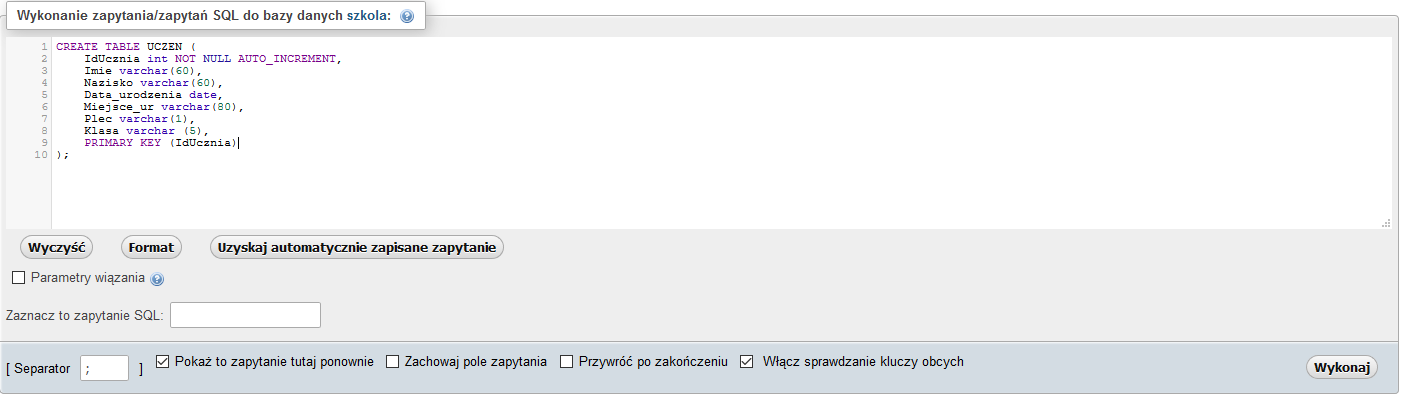 Wykonanie zapytania/zapytań SQL do bazy danych szkola:
1 CREATE TABLE UCZEN (
2 IdUcznia int NOT NULL AUTO_INCREMENT,
3 Imie varchar(60),
4 Nazisko varchar(60),
5 Data_urodzenia date,
6 Miejsce_ur varchar(80),
7 Plec varchar(1),
8 Klasa varchar (5),
9 PRIMARY KEY (IdUcznia)
10 );
Wyczyść Format Uzyskaj automatycznie zapisane zapytanie
Parametry wiązania
Zaznacz to zapytanie SQL:
[ Separator ; ] Pokaż to zapytanie tutaj ponownie Zachowaj pole zapytania Przywróć po zakończeniu Włącz sprawdzanie kluczy obcych Wykonaj